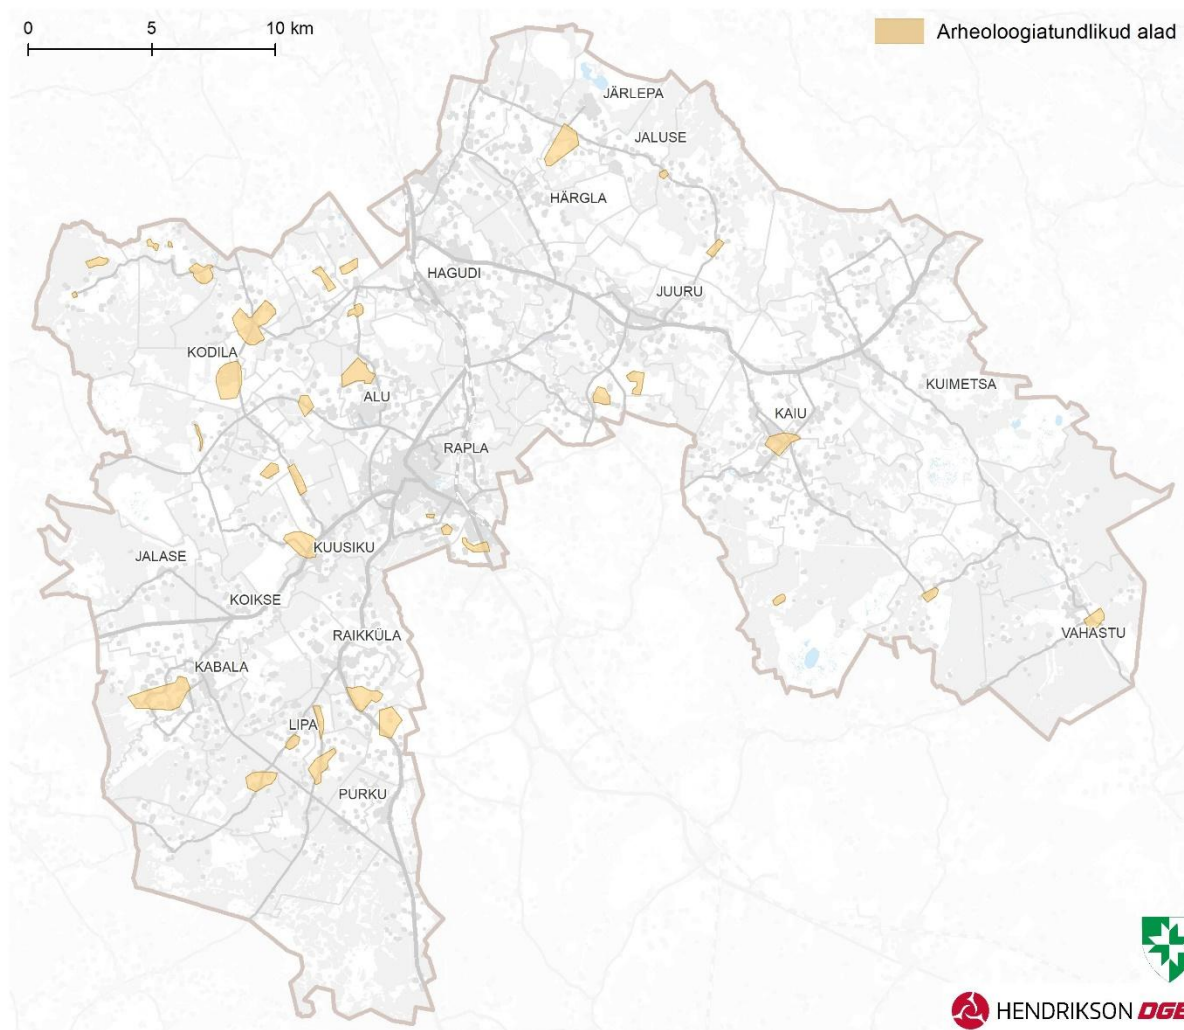 0 5 10 km
Arheoloogiatundlikud alad
JÄRLEPA
JALUSE
HÄRGLA
HAGUDI
JUURU
KODILA
KUIMETSA
ALU
KAIU
RAPLA
KUUSIKU
JALASE
KOIKSE
RAIKKÜLA
VAHASTU
KABALA
LIPA
PURKU
HENDRIKSON DGE